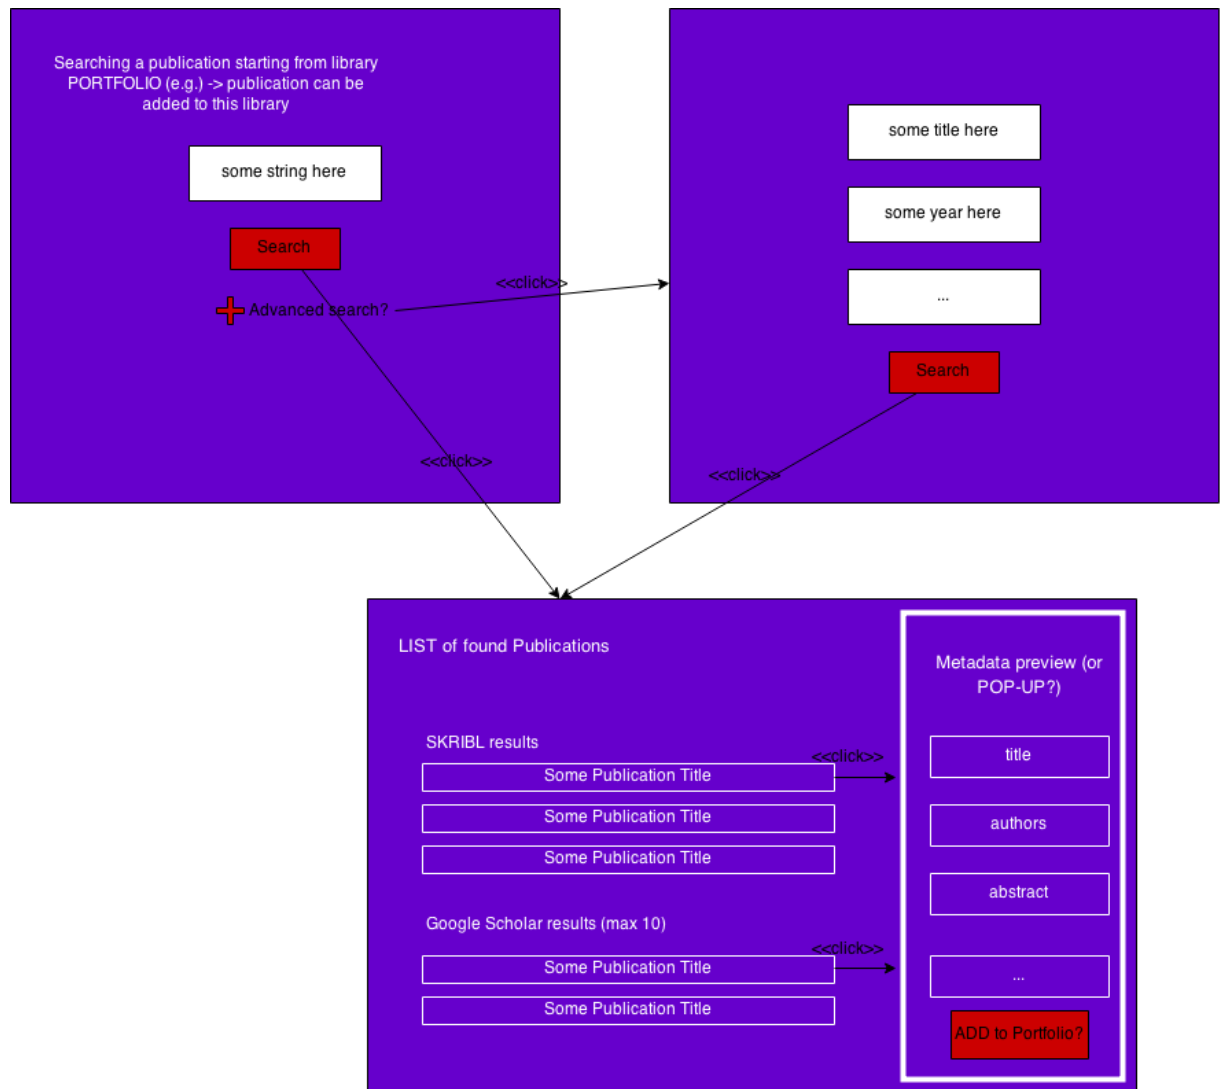 Searching a publication starting from library
PORTFOLIO (e.g.) -> publication can be
added to this library
some string here
Search
Advanced search?
<<click>>
<<click>>
some title here
some year here
...
Search
<<click>>
LIST of found Publications
SKRIBL results
Some Publication Title
<<click>>
Some Publication Title
Some Publication Title
Google Scholar results (max 10)
Some Publication Title
<<click>>
Some Publication Title
Metadata preview (or
POP-UP?)
title
authors
abstract
...
ADD to Portfolio?